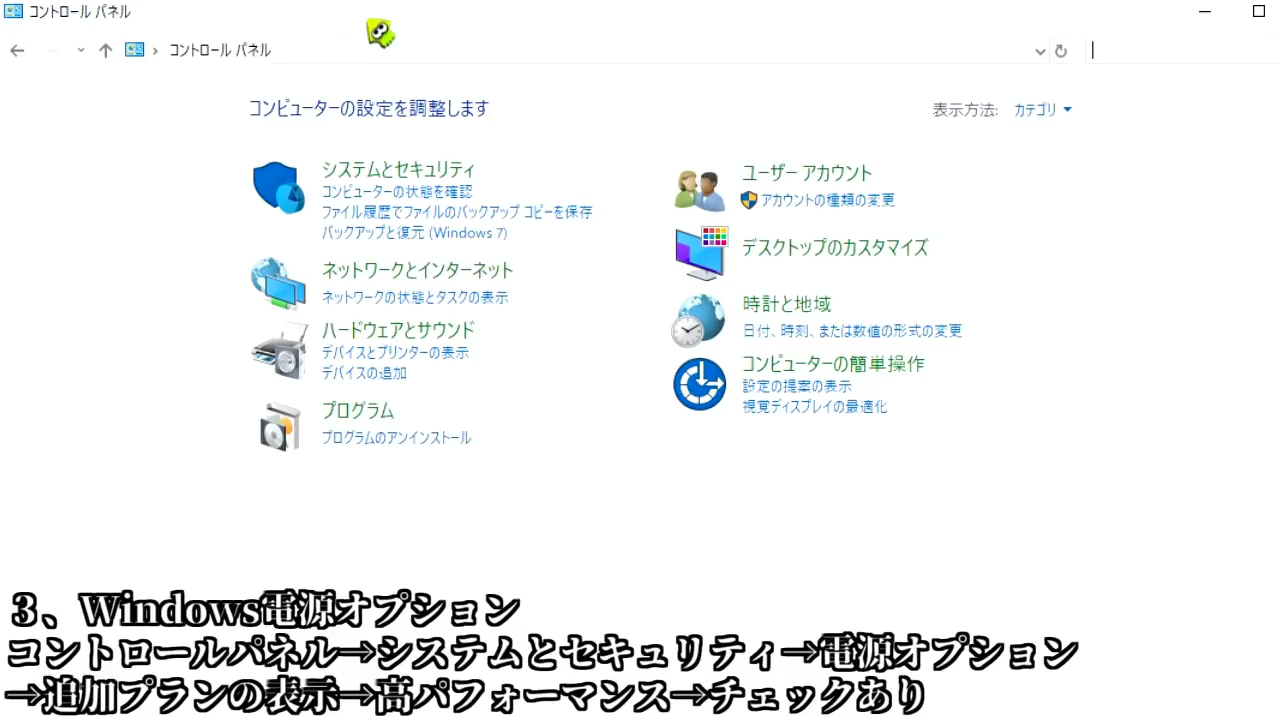 コントロール パネル
コントロール パネル
コンピューターの設定を調整します
表示方法: カテゴリ
システムとセキュリティ
コンピューターの状態を確認
ファイル履歴でファイルのバックアップ コピーを保存
バックアップと復元 (Windows 7)
ネットワークとインターネット
ネットワークの状態とタスクの表示
ハードウェアとサウンド
デバイスとプリンターの表示
デバイスの追加
プログラム
プログラムのアンインストール
ユーザー アカウント
アカウントの種類の変更
デスクトップのカスタマイズ
時計と地域
日付、時刻、または数値の形式の変更
コンピューターの簡単操作
設定の提案の表示
視覚ディスプレイの最適化
３、Windows電源オプション
コントロールパネル→システムとセキュリティ→電源オプション
→追加プランの表示→高パフォーマンス→チェックあり